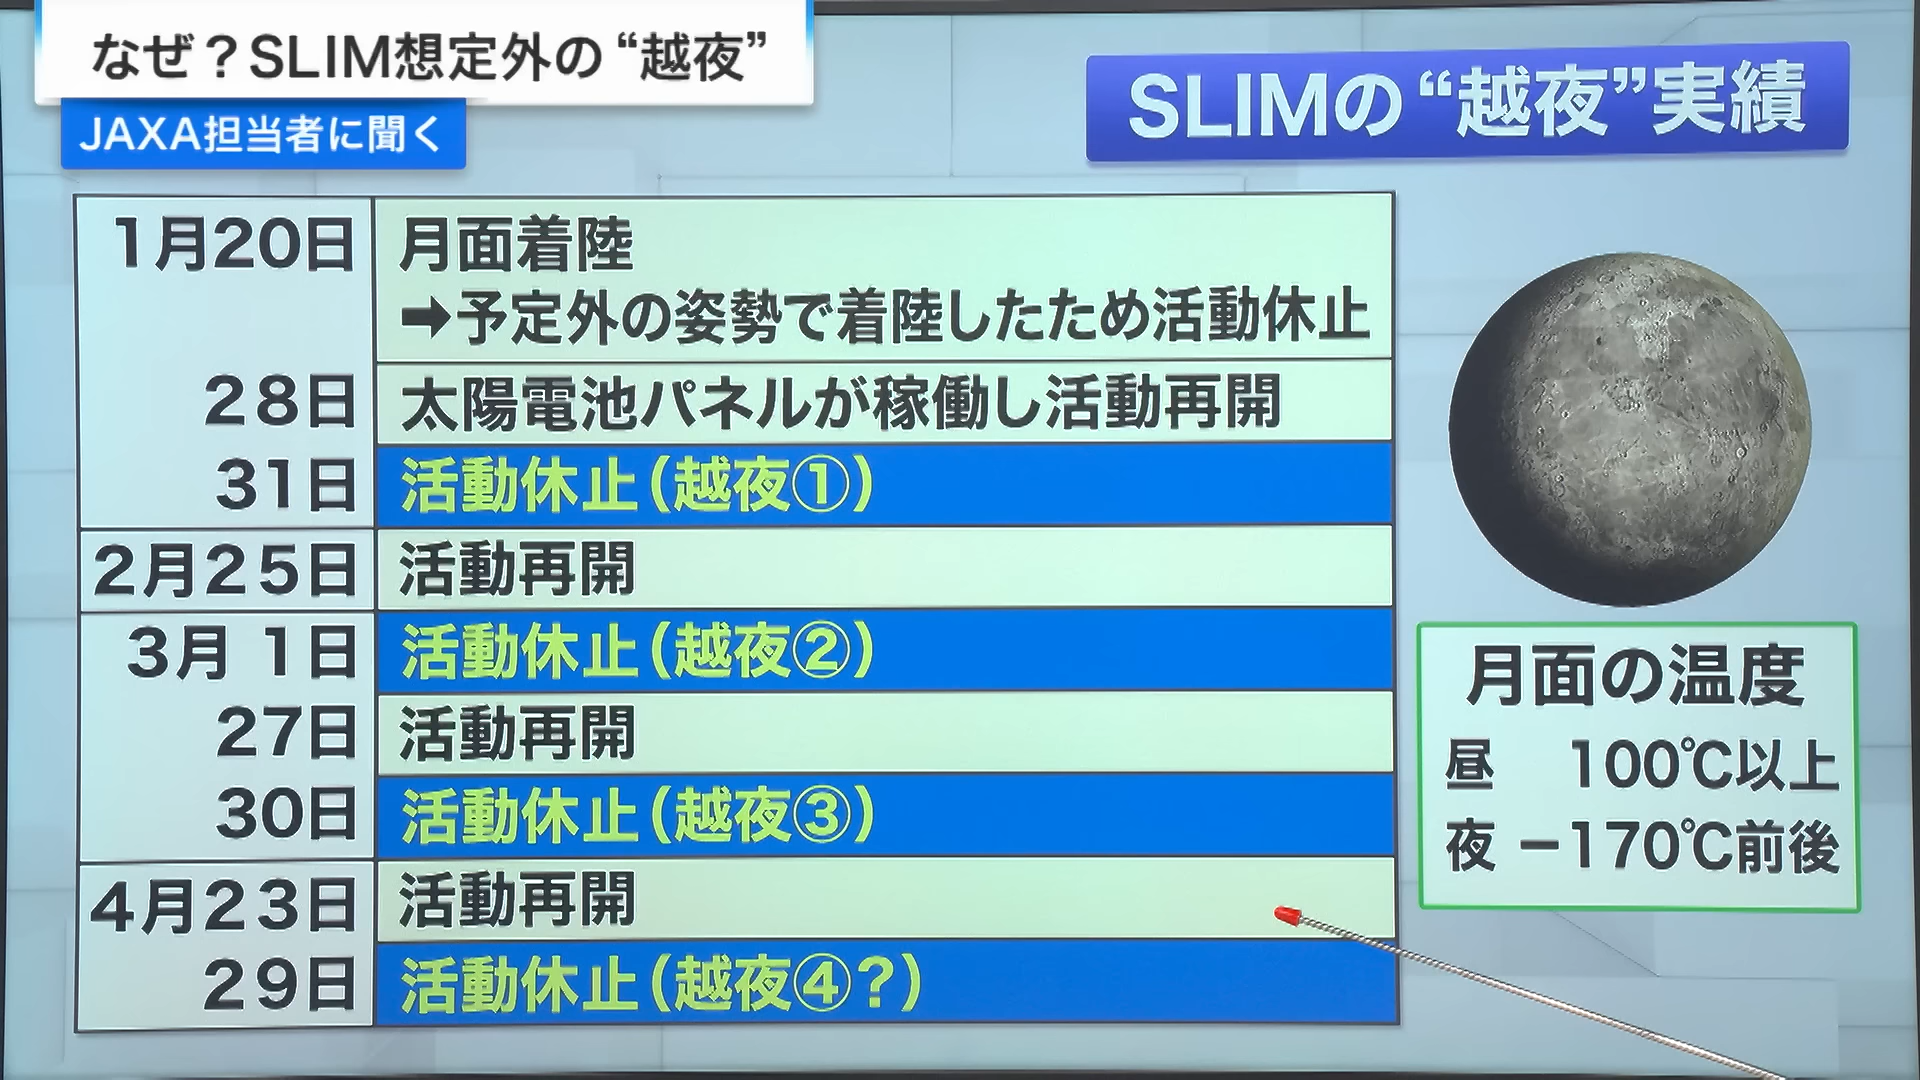 なぜ？SLIM想定外の“越夜”
JAXA担当者に聞く
SLIMの“越夜”実績
1月20日 月面着陸
➡予定外の姿勢で着陸したため活動休止
28日 太陽電池パネルが稼働し活動再開
31日 活動休止（越夜①）
2月25日 活動再開
3月 1日 活動休止（越夜②）
27日 活動再開
30日 活動休止（越夜③）
4月23日 活動再開
29日 活動休止（越夜④？）
月面の温度
昼 100℃以上
夜 －170℃前後